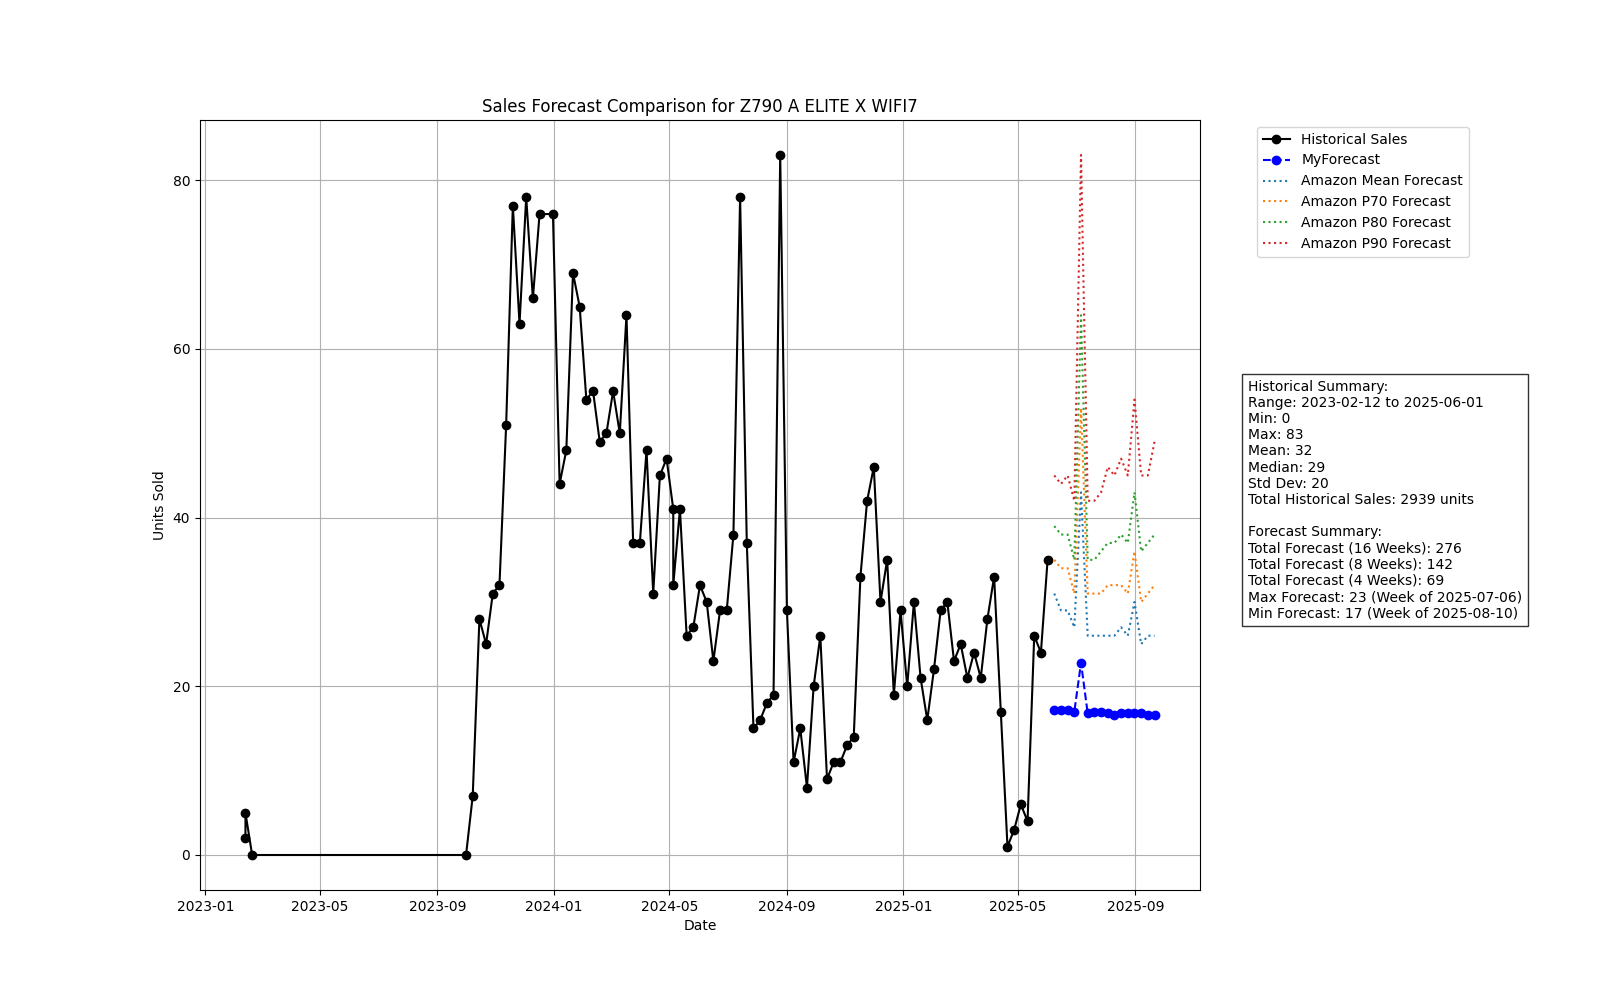 Sales Forecast Comparison for Z790 A ELITE X WIFI7
Historical Sales
MyForecast
Amazon Mean Forecast
Amazon P70 Forecast
Amazon P80 Forecast
Amazon P90 Forecast
80
60
40
20
0
Units Sold
2023-01
2023-05
2023-09
2024-01
2024-05
2024-09
2025-01
2025-05
2025-09
Date
Historical Summary:
Range: 2023-02-12 to 2025-06-01
Min: 0
Max: 83
Mean: 32
Median: 29
Std Dev: 20
Total Historical Sales: 2939 units
Forecast Summary:
Total Forecast (16 Weeks): 276
Total Forecast (8 Weeks): 142
Total Forecast (4 Weeks): 69
Max Forecast: 23 (Week of 2025-07-06)
Min Forecast: 17 (Week of 2025-08-10)